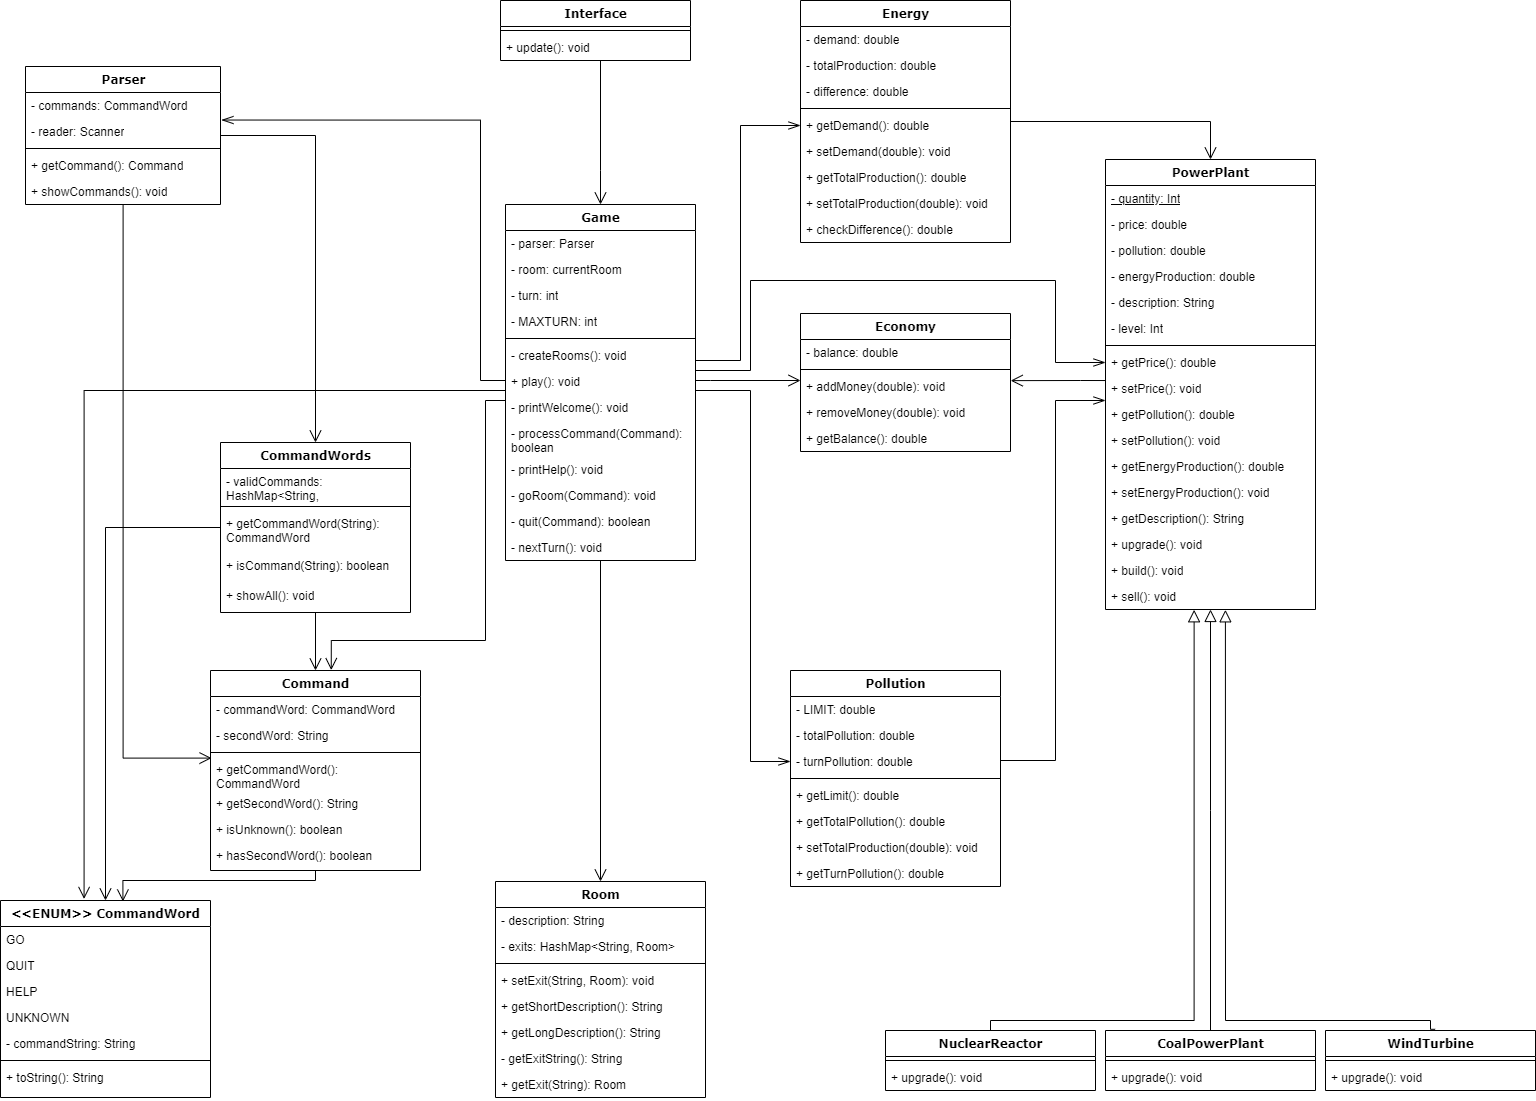 Interface
+ update(): void
Energy
- demand: double
- totalProduction: double
- difference: double
+ getDemand(): double
+ setDemand(double): void
+ getTotalProduction(): double
+ setTotalProduction(double): void
+ checkDifference(): double
Parser
- commands: CommandWord
- reader: Scanner
+ getCommand(): Command
+ showCommands(): void
PowerPlant
- quantity: Int
- price: double
- pollution: double
- energyProduction: double
- description: String
- level: Int
+ getPrice(): double
+ setPrice(): void
+ getPollution(): double
+ setPollution(): void
+ getEnergyProduction(): double
+ setEnergyProduction(): void
+ getDescription(): String
+ upgrade(): void
+ build(): void
+ sell(): void
Game
- parser: Parser
- room: currentRoom
- turn: int
- MAXTURN: int
- createRooms(): void
+ play(): void
- printWelcome(): void
- processCommand(Command):
boolean
- printHelp(): void
- goRoom(Command): void
- quit(Command): boolean
- nextTurn(): void
Economy
- balance: double
+ addMoney(double): void
+ removeMoney(double): void
+ getBalance(): double
CommandWords
- validCommands:
HashMap<String,
+ getCommandWord(String):
CommandWord
+ isCommand(String): boolean
+ showAll(): void
Command
- commandWord: CommandWord
- secondWord: String
+ getCommandWord():
CommandWord
+ getSecondWord(): String
+ isUnknown(): boolean
+ hasSecondWord(): boolean
Pollution
- LIMIT: double
- totalPollution: double
- turnPollution: double
+ getLimit(): double
+ getTotalPollution(): double
+ setTotalProduction(double): void
+ getTurnPollution(): double
<<ENUM>> CommandWord
GO
QUIT
HELP
UNKNOWN
- commandString: String
+ toString(): String
Room
- description: String
- exits: HashMap<String, Room>
+ setExit(String, Room): void
+ getShortDescription(): String
+ getLongDescription(): String
- getExitString(): String
+ getExit(String): Room
NuclearReactor
+ upgrade(): void
CoalPowerPlant
+ upgrade(): void
WindTurbine
+ upgrade(): void